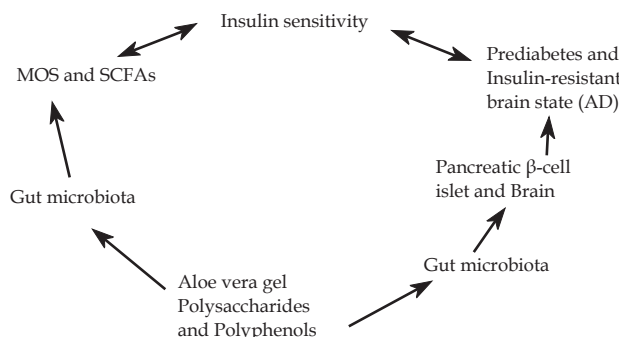 Insulin sensitivity
MOS and SCFAs
Prediabetes and
Insulin-resistant
brain state (AD)
Pancreatic β-cell
islet and Brain
Gut microbiota
Gut microbiota
Aloe vera gel
Polysaccharides
and Polyphenols